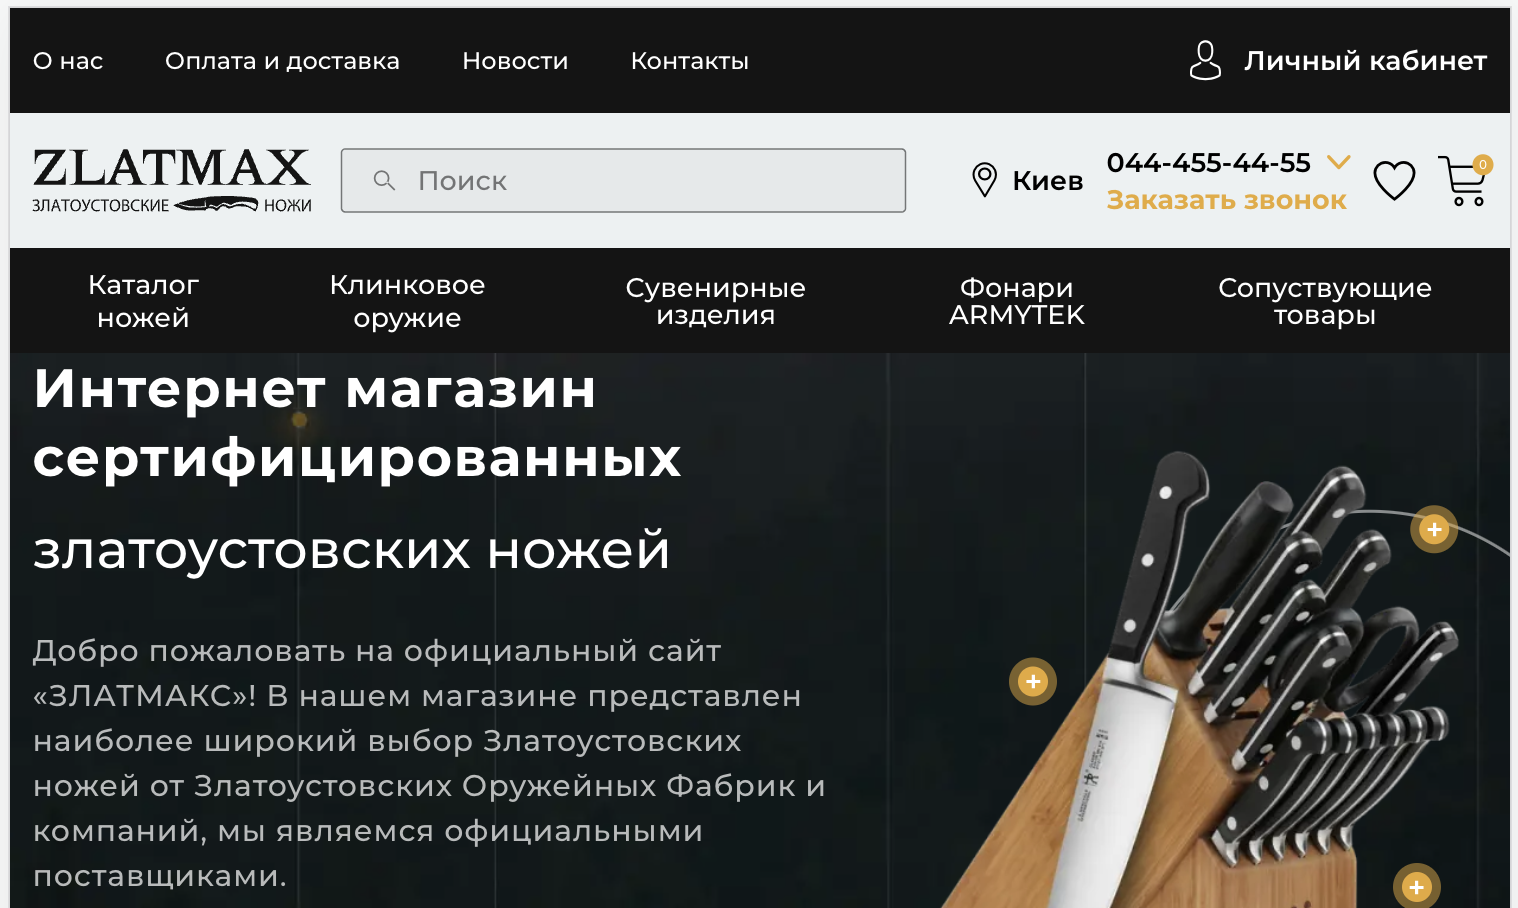 О нас Оплата и доставка Новости Контакты Личный кабинет
ZLATMAX
ЗЛАТОУСТОВСКИЕ НОЖИ
Поиск
Киев
044-455-44-55
Заказать звонок
0
Каталог
ножей
Клинковое
оружие
Сувенирные
изделия
Фонари
ARMYTEK
Сопуствующие
товары
Интернет магазин
сертифицированных
златоустовских ножей
Добро пожаловать на официальный сайт
«ЗЛАТМАКС»! В нашем магазине представлен
наиболее широкий выбор Златоустовских
ножей от Златоустовских Оружейных Фабрик и
компаний, мы являемся официальными
поставщиками.